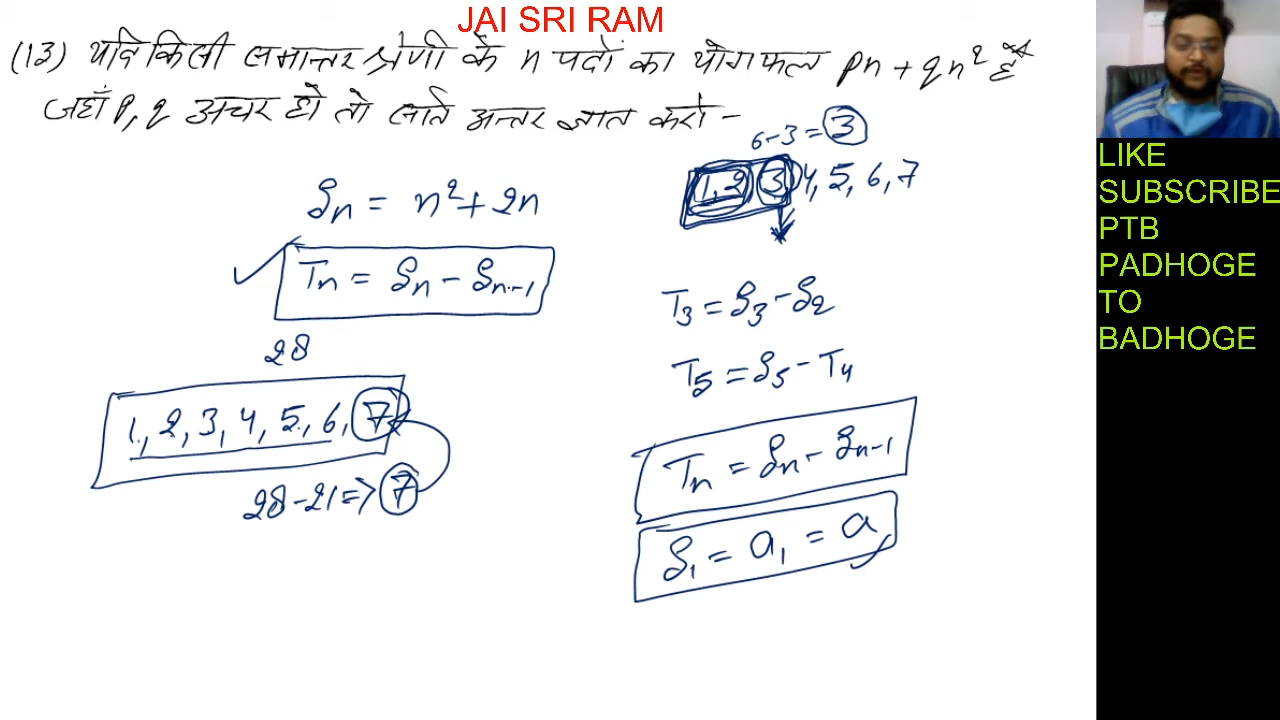 JAI SRI RAM
(13) यदि किसी समान्तर श्रेणी के n पदों का योगफल pn + qn² है
जहाँ p, q अचर हो तो सार्व अन्तर ज्ञात करो -
6-3 = 3
1, 2 3, 4, 5, 6, 7
Sn = n² + 2n
Tn = Sn - Sn-1
T3 = S3 - S2
28
T5 = S5 - T4
1, 2, 3, 4, 5, 6, 7
Tn = Sn - Sn-1
28 - 21 => 7
S1 = a1 = a
LIKE
SUBSCRIBE
PTB
PADHOGE
TO
BADHOGE